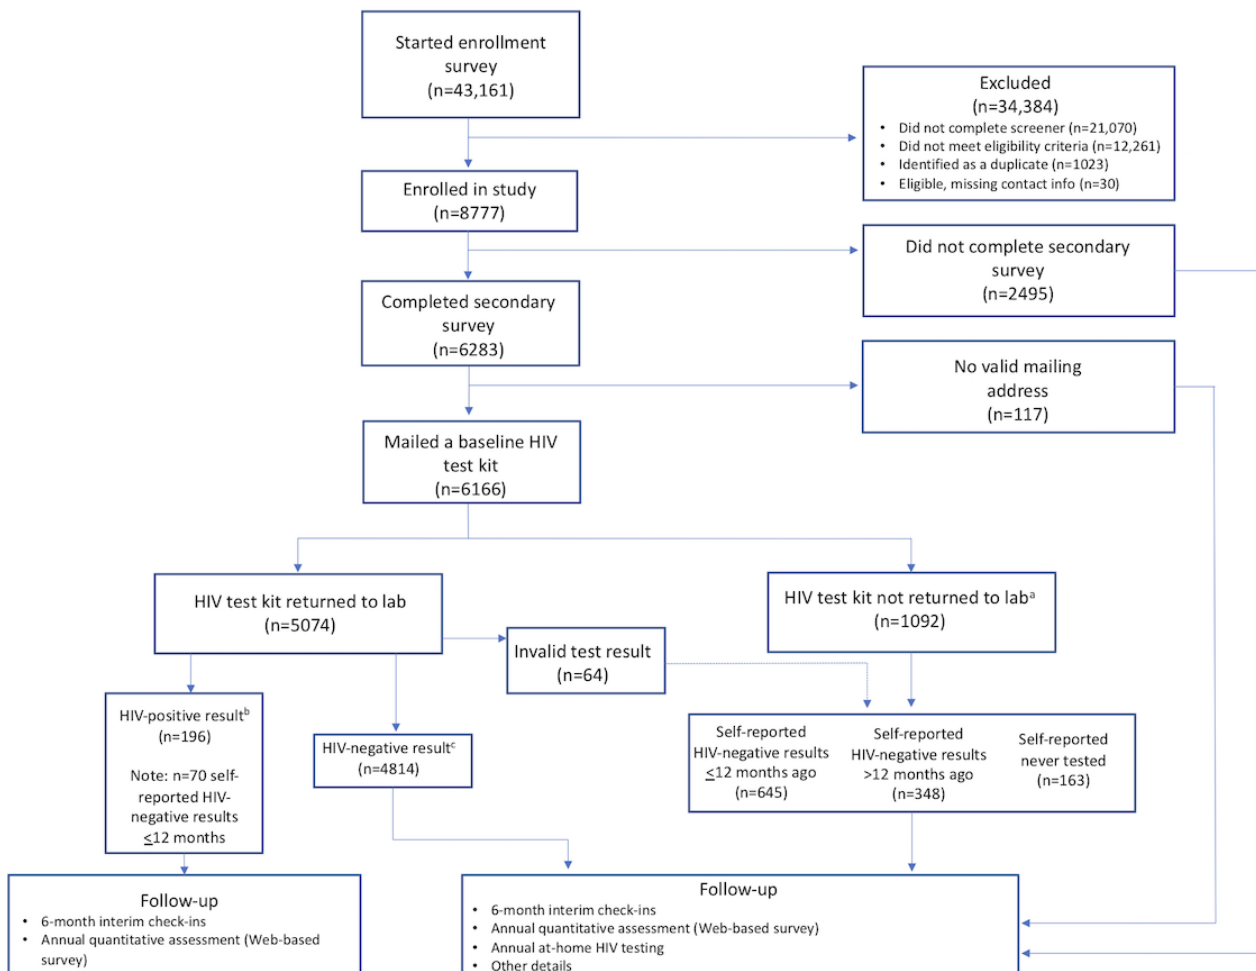 Started enrollment
survey
(n=43,161)
Excluded
(n=34,384)
• Did not complete screener (n=21,070)
• Did not meet eligibility criteria (n=12,261)
• Identified as a duplicate (n=1023)
• Eligible, missing contact info (n=30)
Enrolled in study
(n=8777)
Did not complete secondary
survey
(n=2495)
Completed secondary
survey
(n=6283)
No valid mailing
address
(n=117)
Mailed a baseline HIV
test kit
(n=6166)
HIV test kit returned to lab
(n=5074)
HIV test kit not returned to labᵃ
(n=1092)
Invalid test result
(n=64)
HIV-positive resultᵇ
(n=196)
Note: n=70 self-
reported HIV-
negative results
≤12 months
HIV-negative resultᶜ
(n=4814)
Self-reported
HIV-negative results
≤12 months ago
(n=645)
Self-reported
HIV-negative results
>12 months ago
(n=348)
Self-reported
never tested
(n=163)
Follow-up
• 6-month interim check-ins
• Annual quantitative assessment (Web-based
survey)
Follow-up
• 6-month interim check-ins
• Annual quantitative assessment (Web-based survey)
• Annual at-home HIV testing
• Other details